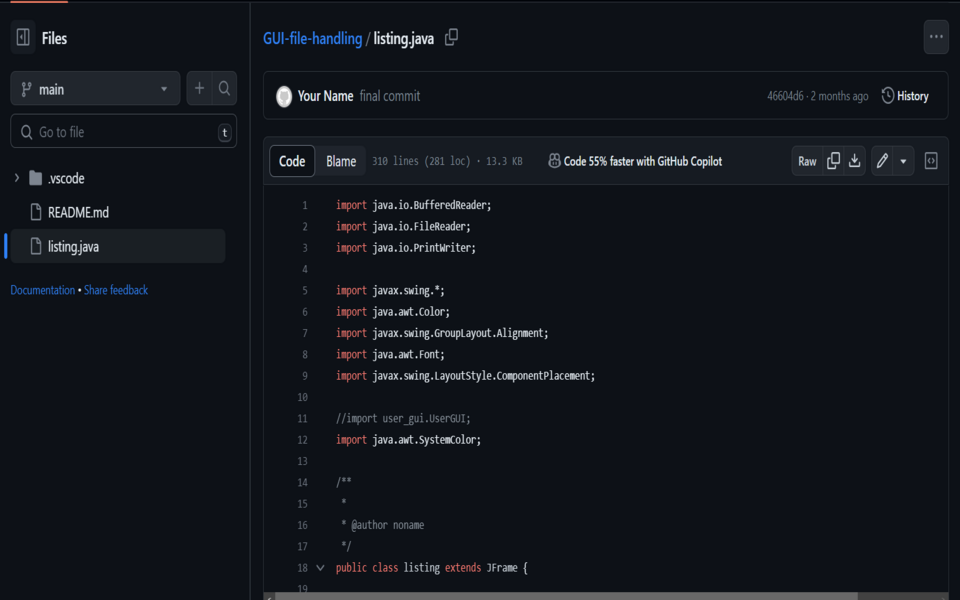 Files
main
Go to file
t
.vscode
README.md
listing.java
Documentation • Share feedback
GUI-file-handling / listing.java
Your Name final commit
46604d6 · 2 months ago
History
Code
Blame
310 lines (281 loc) · 13.3 KB
Code 55% faster with GitHub Copilot
Raw
1 import java.io.BufferedReader;
2 import java.io.FileReader;
3 import java.io.PrintWriter;
4
5 import javax.swing.*;
6 import java.awt.Color;
7 import javax.swing.GroupLayout.Alignment;
8 import java.awt.Font;
9 import javax.swing.LayoutStyle.ComponentPlacement;
10
11 //import user_gui.UserGUI;
12 import java.awt.SystemColor;
13
14 /**
15 *
16 * @author noname
17 */
18 public class listing extends JFrame {
19